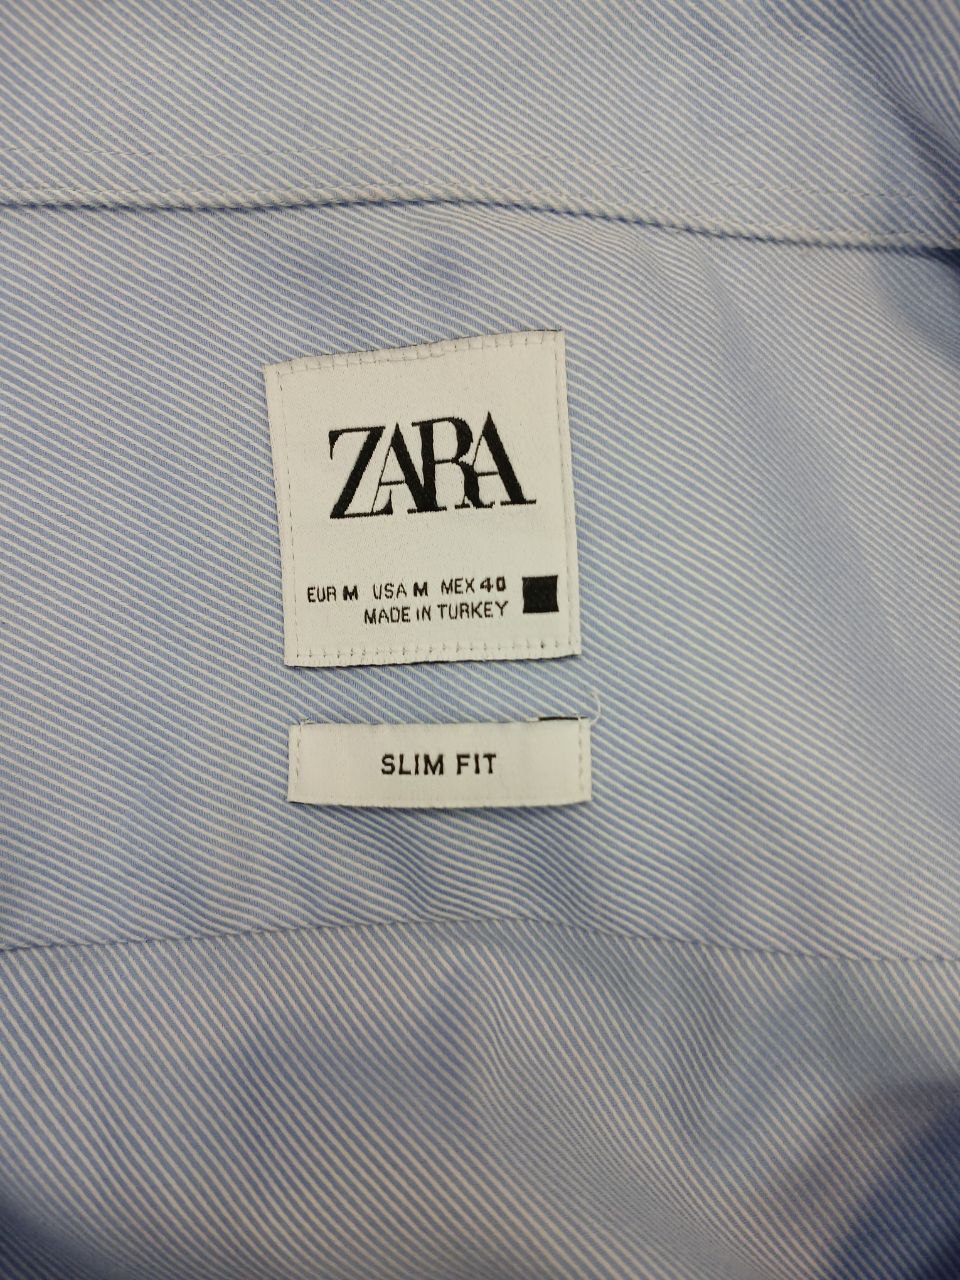 ZARA
EUR M USA M MEX 40
MADE IN TURKEY
SLIM FIT